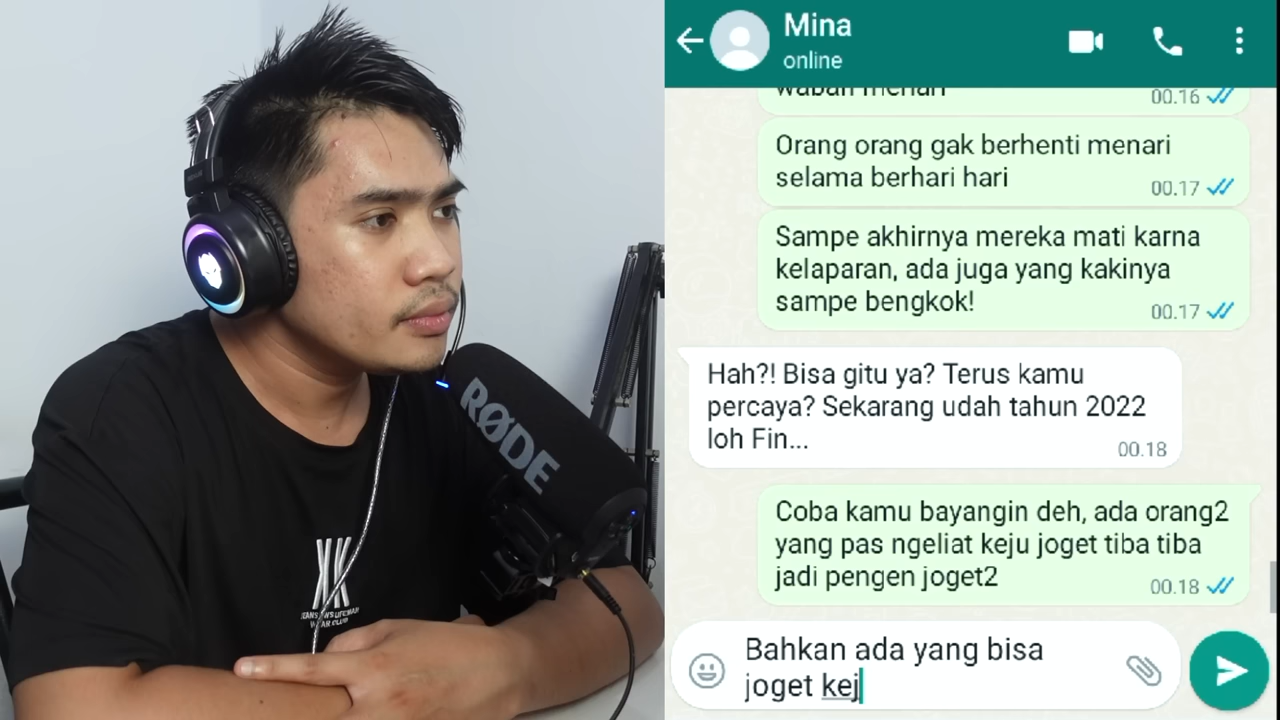 Mina
online
00.16
Orang orang gak berhenti menari
selama berhari hari
00.17
Sampe akhirnya mereka mati karna
kelaparan, ada juga yang kakinya
sampe bengkok!
00.17
Hah?! Bisa gitu ya? Terus kamu
percaya? Sekarang udah tahun 2022
loh Fin...
00.18
Coba kamu bayangin deh, ada orang2
yang pas ngeliat keju joget tiba tiba
jadi pengen joget2
00.18
Bahkan ada yang bisa
joget kej
RØDE
XK